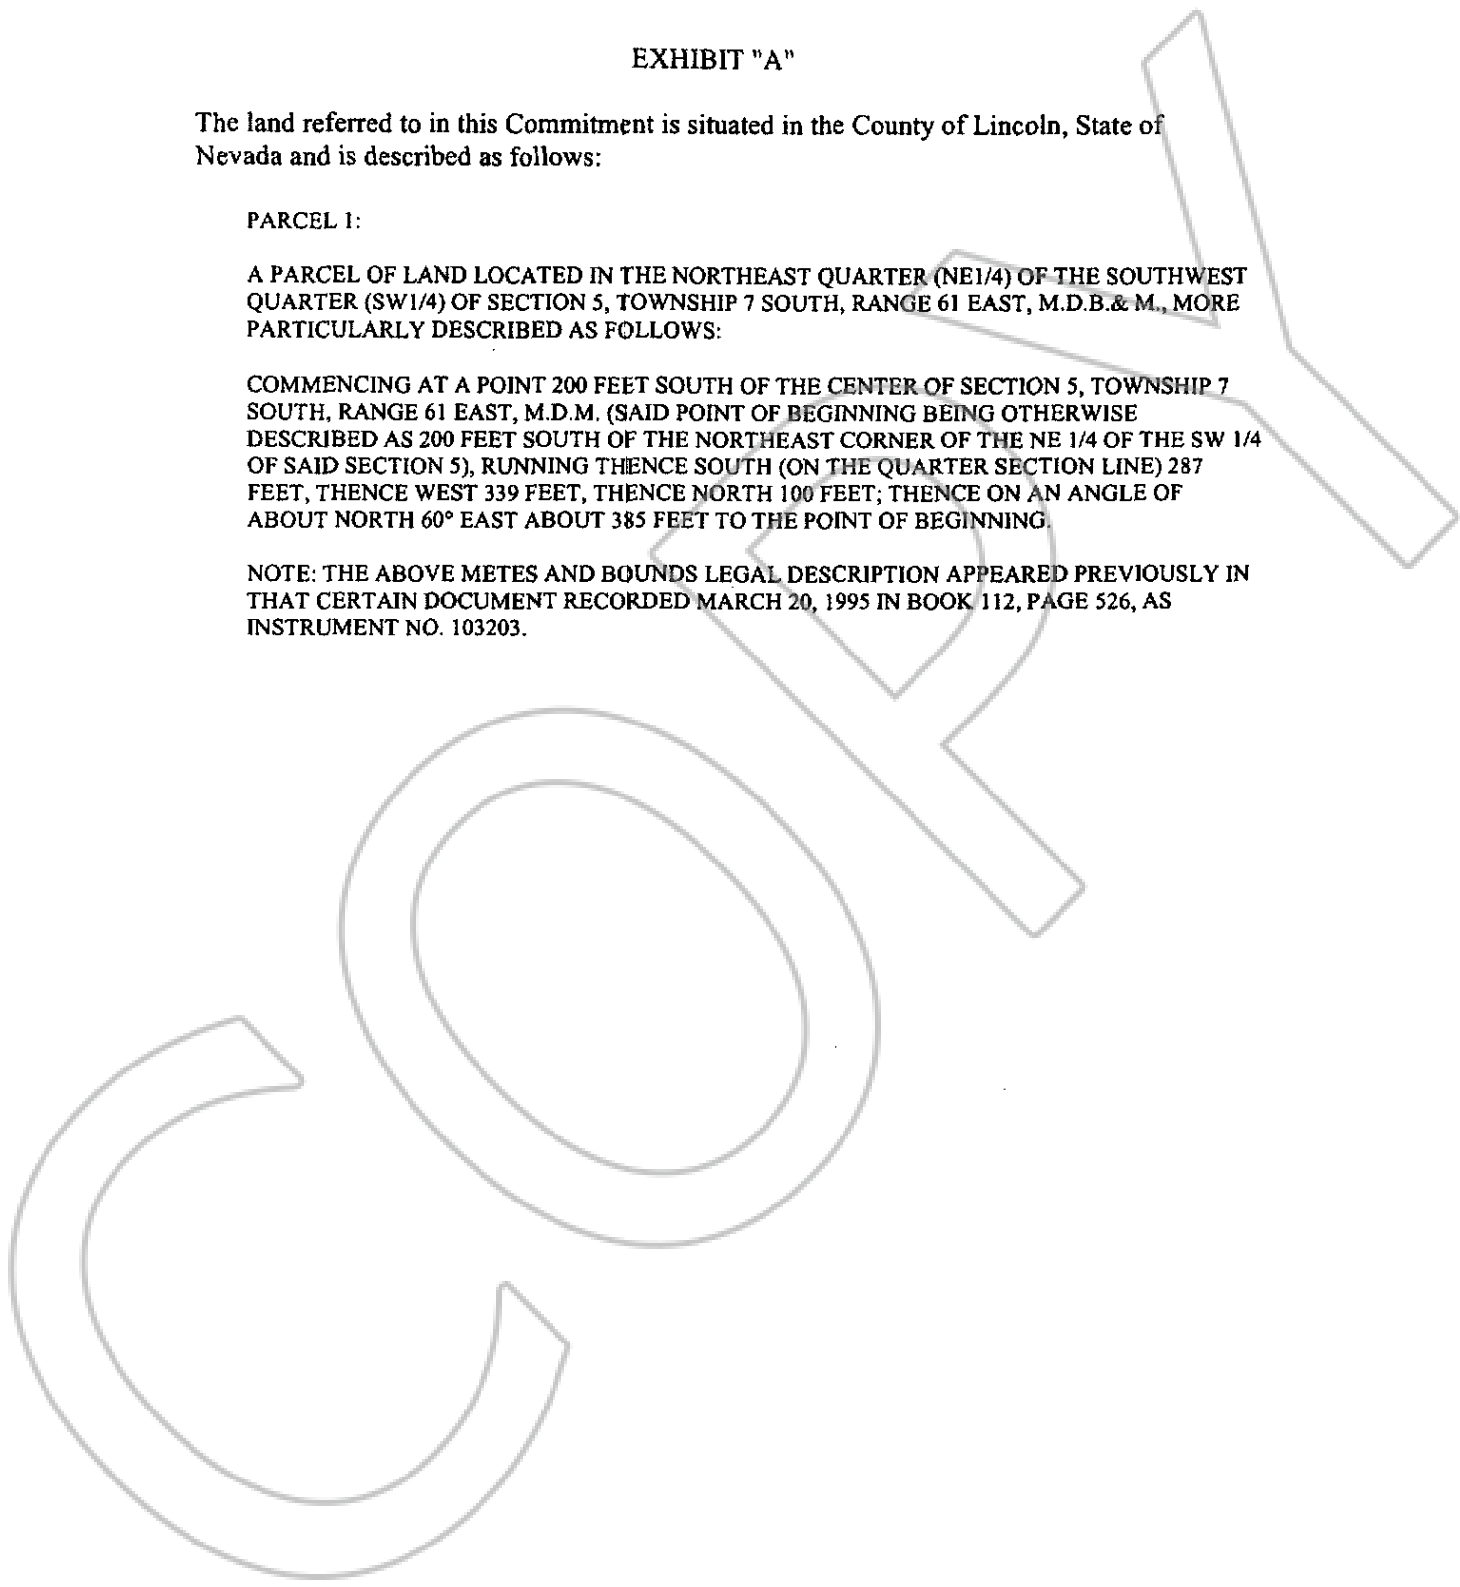 EXHIBIT "A"
The land referred to in this Commitment is situated in the County of Lincoln, State of
Nevada and is described as follows:
PARCEL 1:
A PARCEL OF LAND LOCATED IN THE NORTHEAST QUARTER (NE1/4) OF THE SOUTHWEST
QUARTER (SW1/4) OF SECTION 5, TOWNSHIP 7 SOUTH, RANGE 61 EAST, M.D.B.& M., MORE
PARTICULARLY DESCRIBED AS FOLLOWS:
COMMENCING AT A POINT 200 FEET SOUTH OF THE CENTER OF SECTION 5, TOWNSHIP 7
SOUTH, RANGE 61 EAST, M.D.M. (SAID POINT OF BEGINNING BEING OTHERWISE
DESCRIBED AS 200 FEET SOUTH OF THE NORTHEAST CORNER OF THE NE 1/4 OF THE SW 1/4
OF SAID SECTION 5), RUNNING THENCE SOUTH (ON THE QUARTER SECTION LINE) 287
FEET, THENCE WEST 339 FEET, THENCE NORTH 100 FEET; THENCE ON AN ANGLE OF
ABOUT NORTH 60° EAST ABOUT 385 FEET TO THE POINT OF BEGINNING.
NOTE: THE ABOVE METES AND BOUNDS LEGAL DESCRIPTION APPEARED PREVIOUSLY IN
THAT CERTAIN DOCUMENT RECORDED MARCH 20, 1995 IN BOOK 112, PAGE 526, AS
INSTRUMENT NO. 103203.
COPY